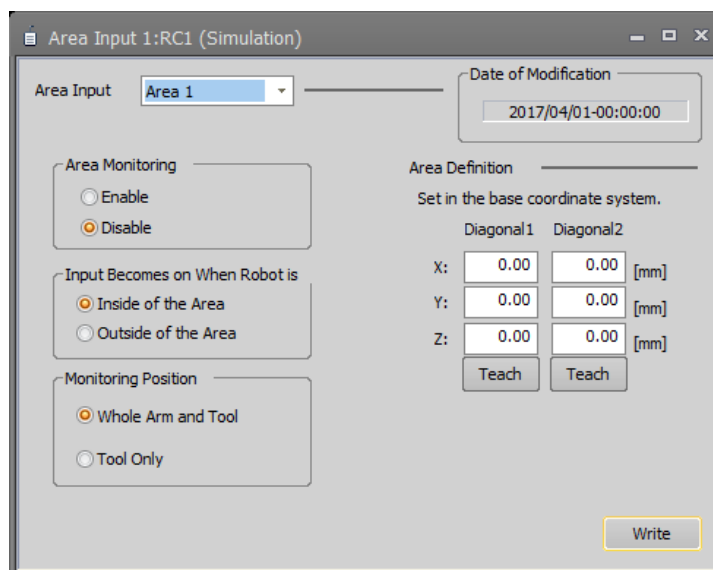 Area Input 1:RC1 (Simulation)
Area Input
Area 1
Date of Modification
2017/04/01-00:00:00
Area Monitoring
Enable
Disable
Input Becomes on When Robot is
Inside of the Area
Outside of the Area
Monitoring Position
Whole Arm and Tool
Tool Only
Area Definition
Set in the base coordinate system.
Diagonal1 Diagonal2
X: 0.00 0.00 [mm]
Y: 0.00 0.00 [mm]
Z: 0.00 0.00 [mm]
Teach Teach
Write